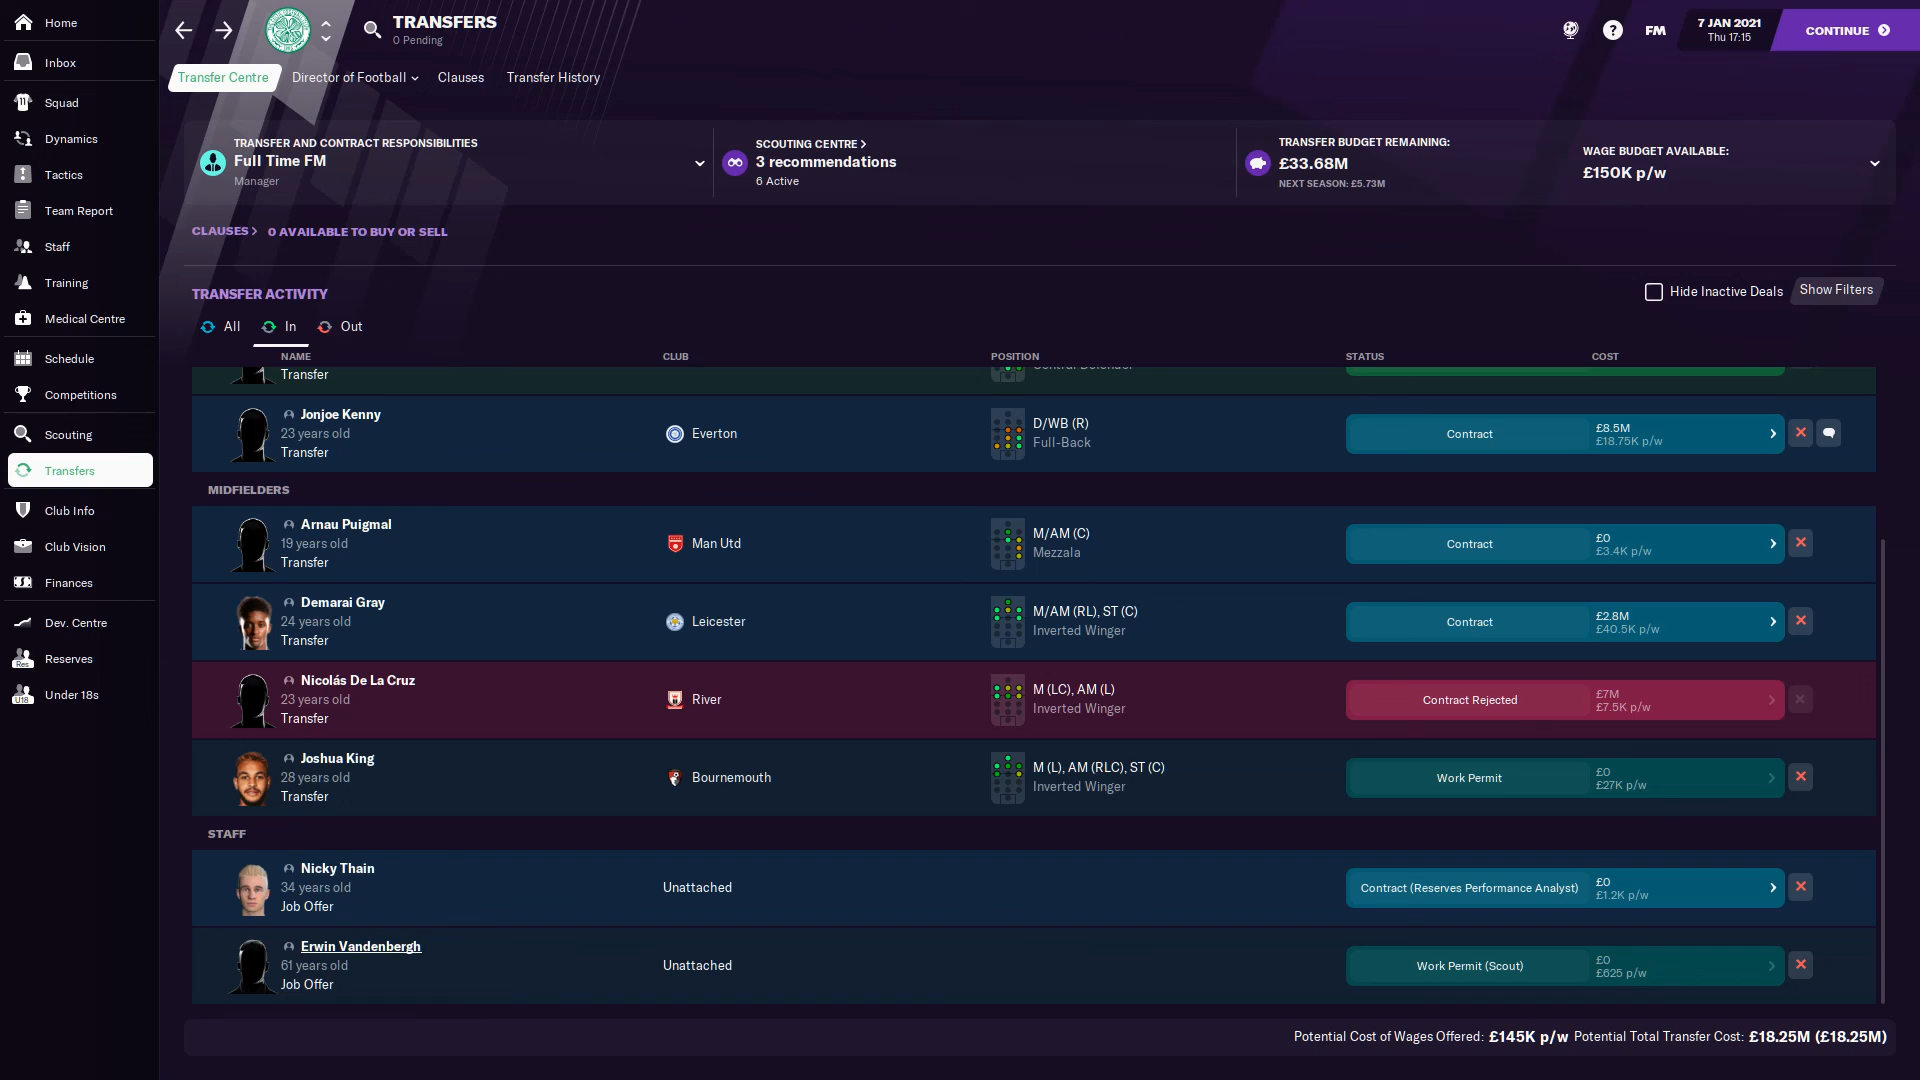 Home
Inbox
Squad
Dynamics
Tactics
Team Report
Staff
Training
Medical Centre
Schedule
Competitions
Scouting
Transfers
Club Info
Club Vision
Finances
Dev. Centre
Res
Reserves
U18
Under 18s
TRANSFERS
0 Pending
FM
7 JAN 2021
Thu 17:15
CONTINUE
Transfer Centre
Director of Football
Clauses
Transfer History
TRANSFER AND CONTRACT RESPONSIBILITIES
Full Time FM
Manager
SCOUTING CENTRE
3 recommendations
6 Active
TRANSFER BUDGET REMAINING:
£33.68M
NEXT SEASON: £5.73M
WAGE BUDGET AVAILABLE:
£150K p/w
CLAUSES
0 AVAILABLE TO BUY OR SELL
TRANSFER ACTIVITY
Hide Inactive Deals
Show Filters
All
In
Out
NAME CLUB POSITION STATUS COST
Transfer Central Defender
Jonjoe Kenny
23 years old
Transfer
Everton
D/WB (R)
Full-Back
Contract
£8.5M
£18.75K p/w
MIDFIELDERS
Arnau Puigmal
19 years old
Transfer
Man Utd
M/AM (C)
Mezzala
Contract
£0
£3.4K p/w
Demarai Gray
24 years old
Transfer
Leicester
M/AM (RL), ST (C)
Inverted Winger
Contract
£2.8M
£40.5K p/w
Nicolás De La Cruz
23 years old
Transfer
River
M (LC), AM (L)
Inverted Winger
Contract Rejected
£7M
£7.5K p/w
Joshua King
28 years old
Transfer
Bournemouth
M (L), AM (RLC), ST (C)
Inverted Winger
Work Permit
£0
£27K p/w
STAFF
Nicky Thain
34 years old
Job Offer
Unattached
Contract (Reserves Performance Analyst)
£0
£1.2K p/w
Erwin Vandenbergh
61 years old
Job Offer
Unattached
Work Permit (Scout)
£0
£625 p/w
Potential Cost of Wages Offered: £145K p/w Potential Total Transfer Cost: £18.25M (£18.25M)